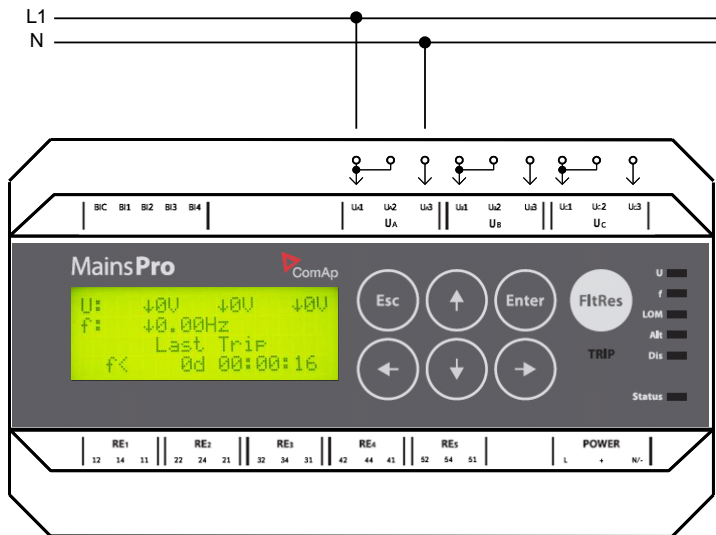 L1
N
BIC BI1 BI2 BI3 BI4
UA1 UA2 UA3 UB1 UB2 UB3 UC1 UC2 UC3
UA UB UC
MainsPro ComAp
U: ↓0V ↓0V ↓0V
f: ↓0.00Hz
Last Trip
f< 0d 00:00:16
Esc ↑ Enter FltRes
← ↓ →
TRIP
U
f
LOM
Alt
Dis
Status
RE1 RE2 RE3 RE4 RE5 POWER
12 14 11 22 24 21 32 34 31 42 44 41 52 54 51 L + N/-